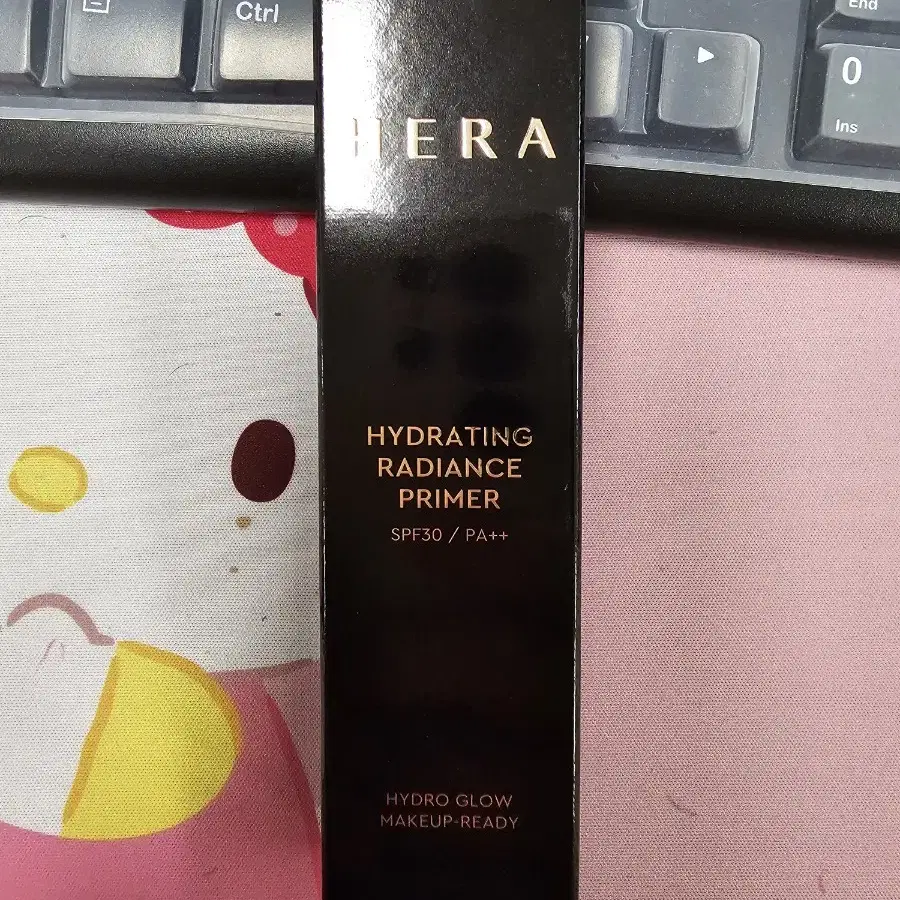 Ctrl
End
0
Ins
HERA
HYDRATING
RADIANCE
PRIMER
SPF30 / PA++
HYDRO GLOW
MAKEUP-READY